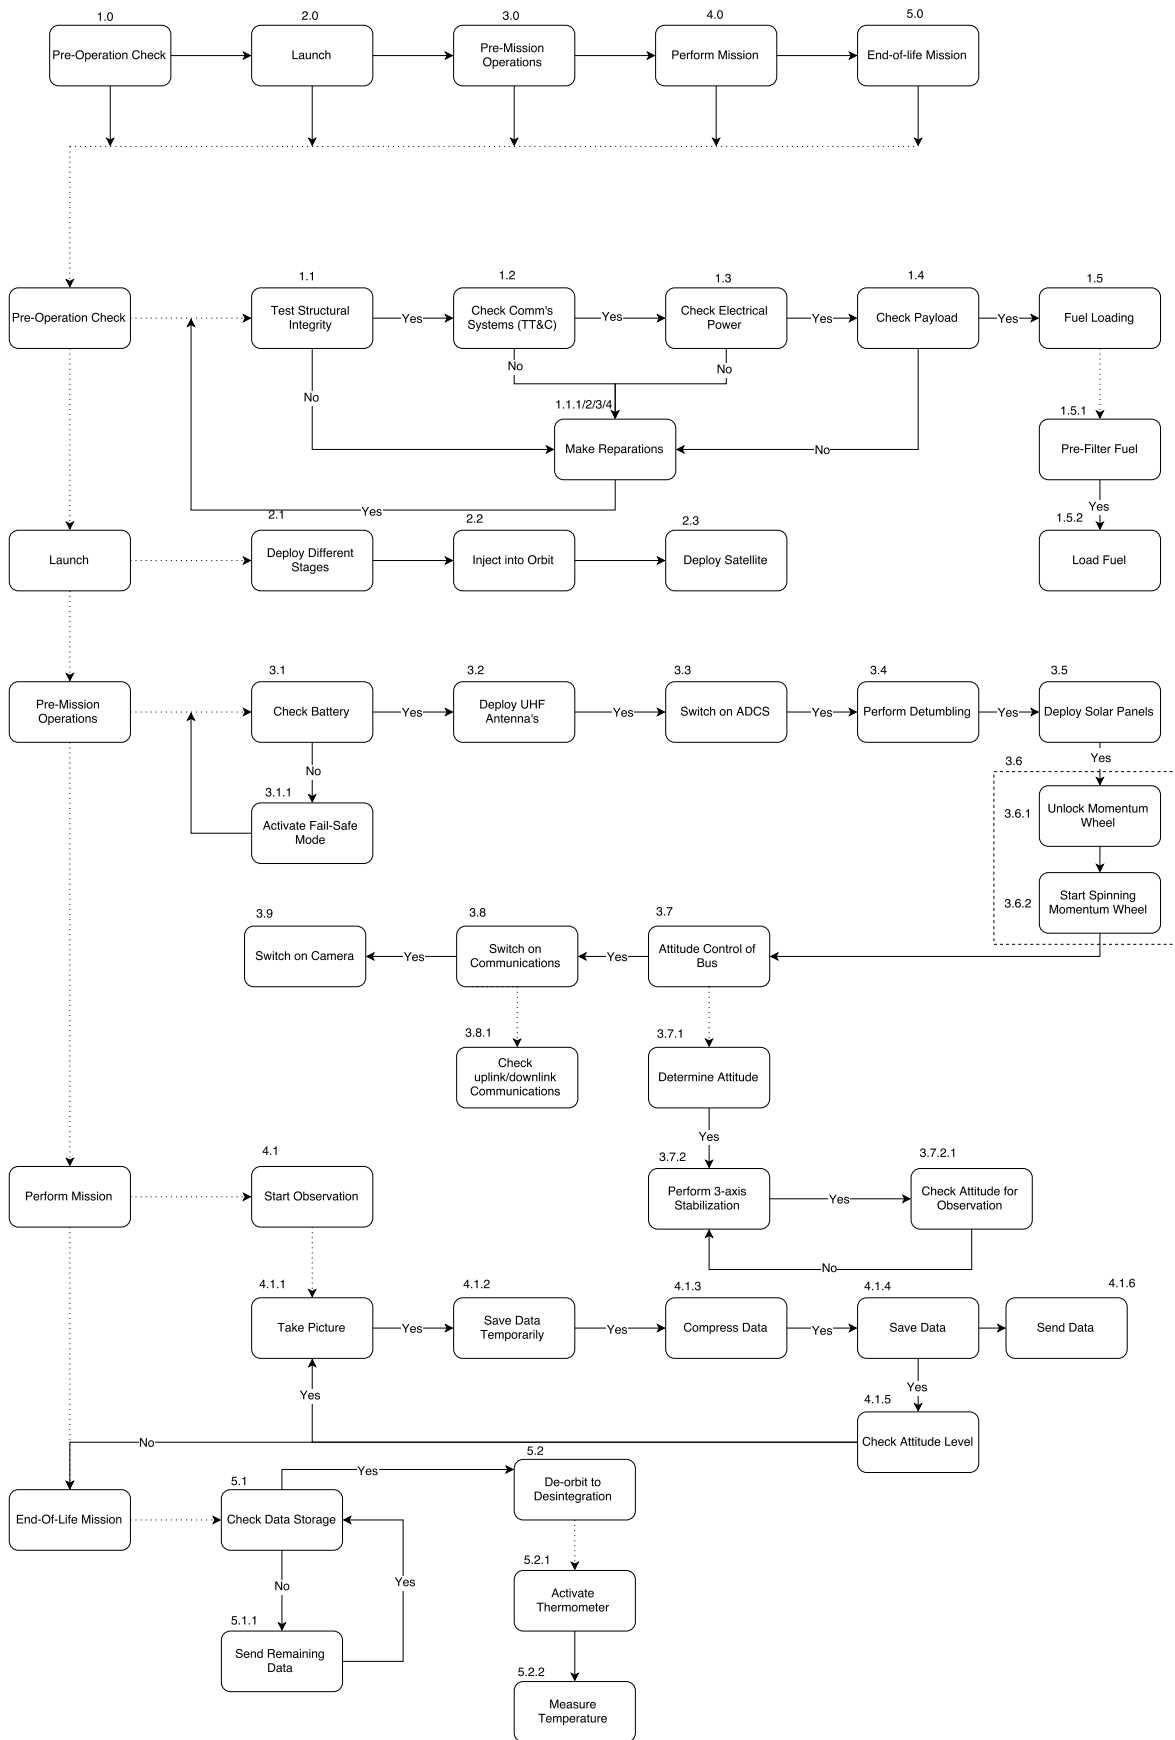 1.0
2.0
3.0
4.0
5.0
Pre-Operation Check
Launch
Pre-Mission
Operations
Perform Mission
End-of-life Mission
1.1
1.2
1.3
1.4
1.5
Pre-Operation Check
Test Structural
Integrity
Yes
Check Comm's
Systems (TT&C)
Yes
Check Electrical
Power
Yes
Check Payload
Yes
Fuel Loading
No
No
No
1.1.1/2/3/4
1.5.1
Make Reparations
No
Pre-Filter Fuel
Yes
Yes
2.1
2.2
2.3
1.5.2
Launch
Deploy Different
Stages
Inject into Orbit
Deploy Satellite
Load Fuel
3.1
3.2
3.3
3.4
3.5
Pre-Mission
Operations
Check Battery
Yes
Deploy UHF
Antenna's
Yes
Switch on ADCS
Yes
Perform Detumbling
Yes
Deploy Solar Panels
No
Yes
3.6
3.1.1
Activate Fail-Safe
Mode
3.6.1
Unlock Momentum
Wheel
3.6.2
Start Spinning
Momentum Wheel
3.9
3.8
3.7
Switch on Camera
Yes
Switch on
Communications
Yes
Attitude Control of
Bus
3.8.1
3.7.1
Check
uplink/downlink
Communications
Determine Attitude
Yes
4.1
3.7.2
3.7.2.1
Perform Mission
Start Observation
Perform 3-axis
Stabilization
Yes
Check Attitude for
Observation
No
4.1.1
4.1.2
4.1.3
4.1.4
4.1.6
Take Picture
Yes
Save Data
Temporarily
Yes
Compress Data
Yes
Save Data
Send Data
Yes
Yes
4.1.5
Check Attitude Level
No
5.2
Yes
De-orbit to
Desintegration
5.1
End-Of-Life Mission
Check Data Storage
5.2.1
No
Yes
Activate
Thermometer
5.1.1
Send Remaining
Data
5.2.2
Measure
Temperature